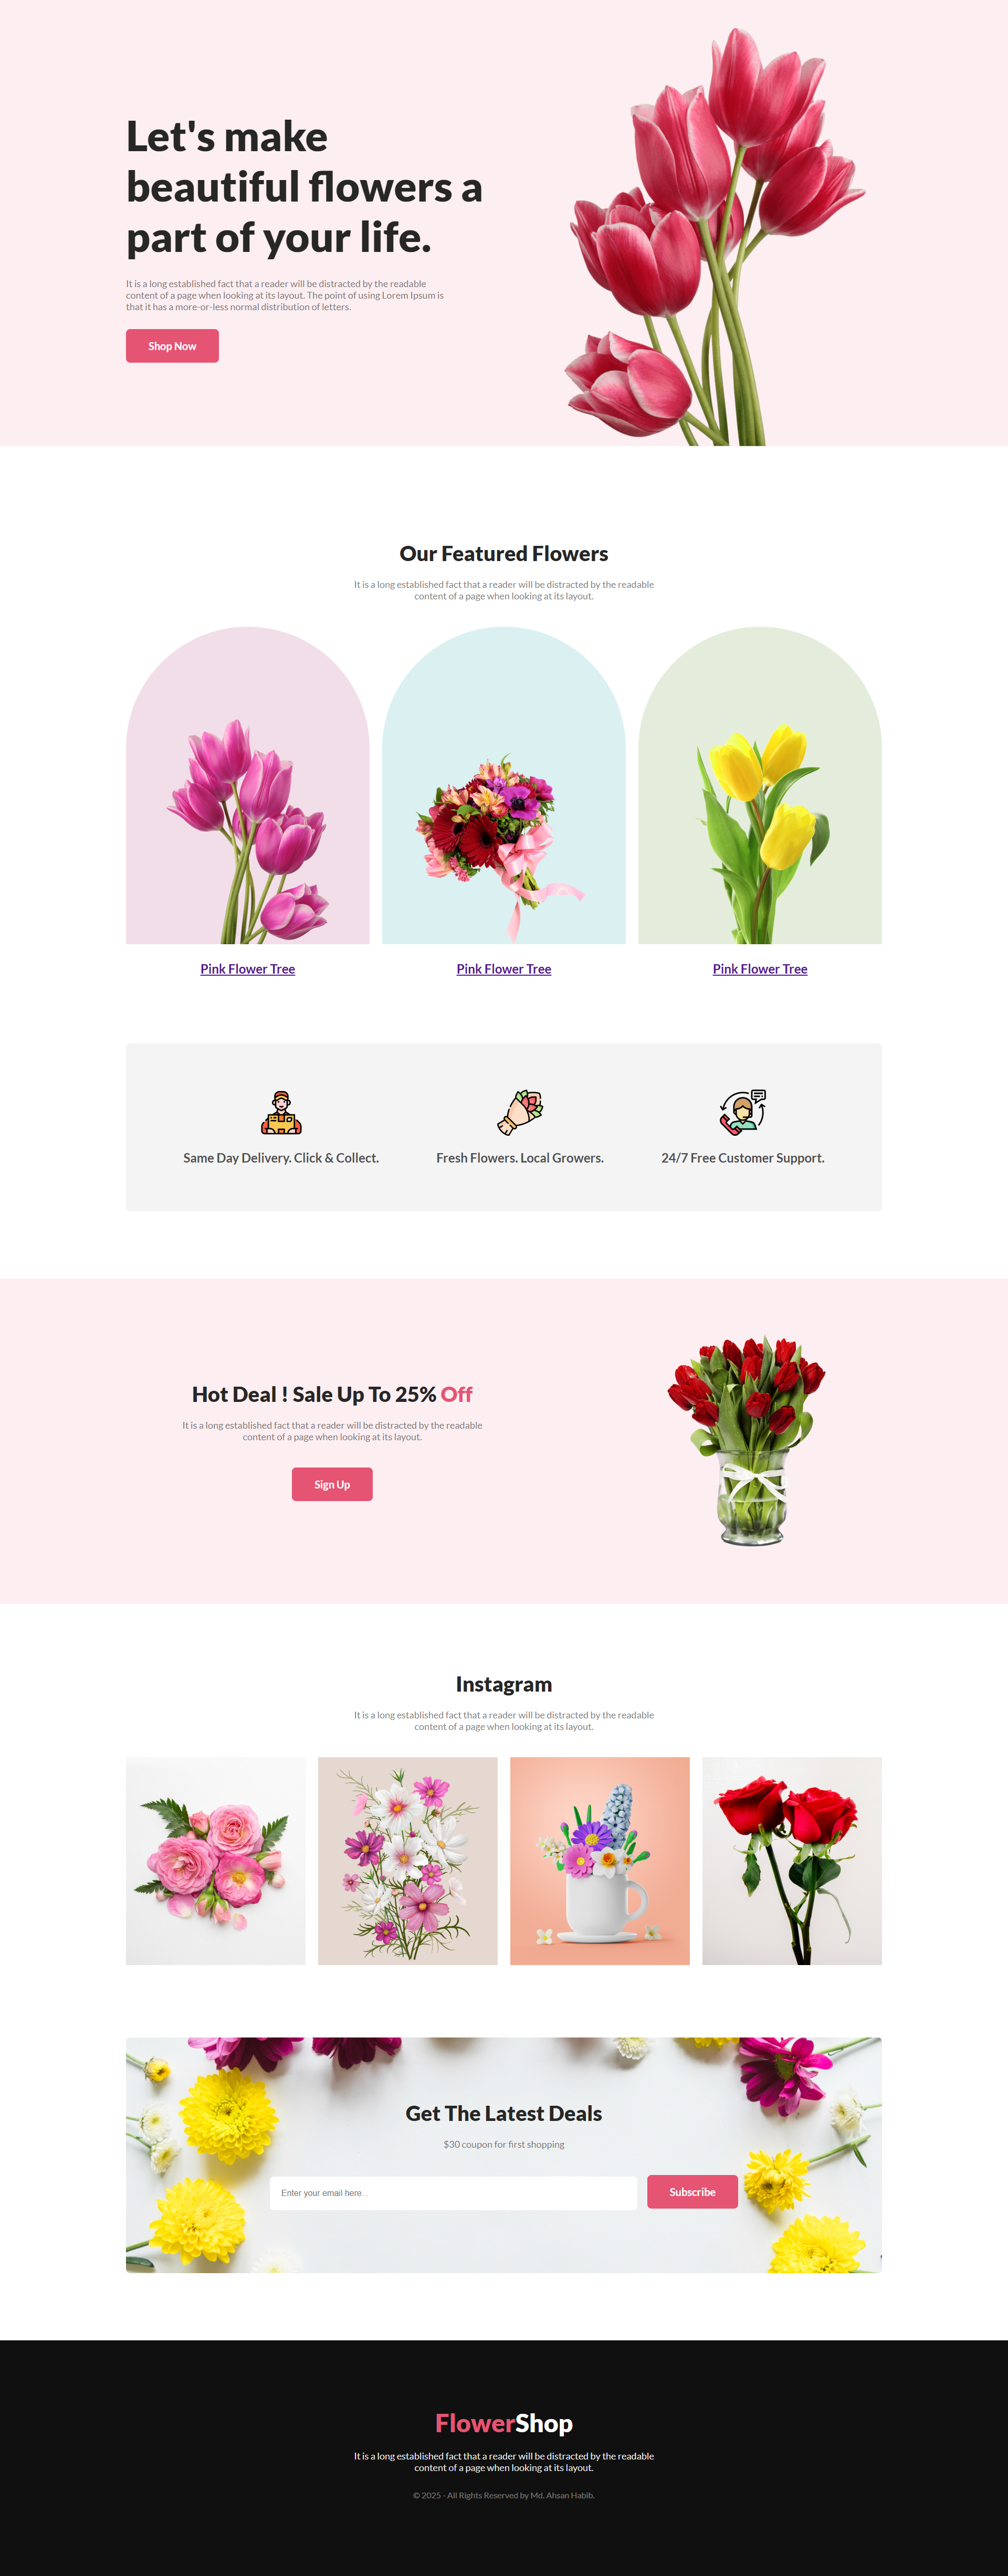 Let's make
beautiful flowers a
part of your life.
It is a long established fact that a reader will be distracted by the readable
content of a page when looking at its layout. The point of using Lorem Ipsum is
that it has a more-or-less normal distribution of letters.
Shop Now
Our Featured Flowers
It is a long established fact that a reader will be distracted by the readable
content of a page when looking at its layout.
Pink Flower Tree
Pink Flower Tree
Pink Flower Tree
Same Day Delivery. Click & Collect.
Fresh Flowers. Local Growers.
24/7 Free Customer Support.
Hot Deal ! Sale Up To 25% Off
It is a long established fact that a reader will be distracted by the readable
content of a page when looking at its layout.
Sign Up
Instagram
It is a long established fact that a reader will be distracted by the readable
content of a page when looking at its layout.
Get The Latest Deals
$30 coupon for first shopping
Enter your email here...
Subscribe
FlowerShop
It is a long established fact that a reader will be distracted by the readable
content of a page when looking at its layout.
© 2025 - All Rights Reserved by Md. Ahsan Habib.